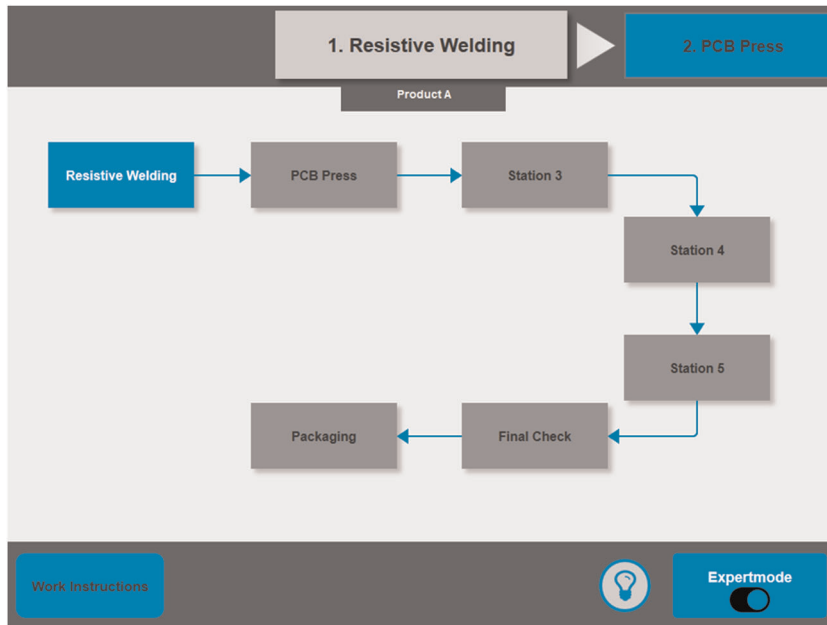 1. Resistive Welding
2. PCB Press
Product A
Resistive Welding
PCB Press
Station 3
Station 4
Station 5
Packaging
Final Check
Work Instructions
Expertmode